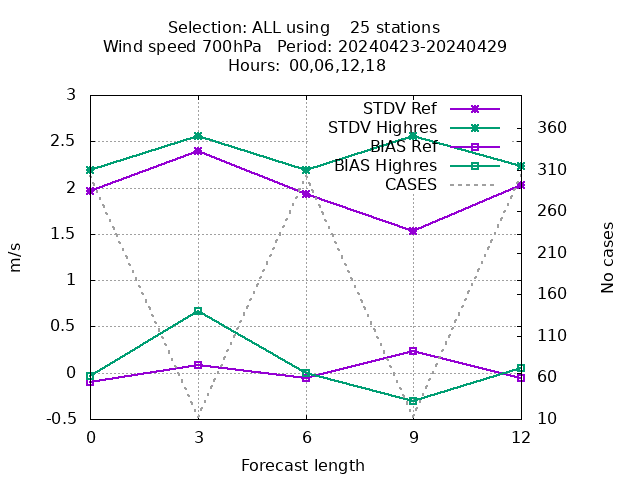 Selection: ALL using    25 stations
Wind speed 700hPa   Period: 20240423-20240429
Hours: 00,06,12,18
STDV Ref
STDV Highres
BIAS Ref
BIAS Highres
CASES
3
2.5
2
1.5
1
0.5
0
-0.5
m/s
360
310
260
210
160
110
60
10
No cases
0 3 6 9 12
Forecast length